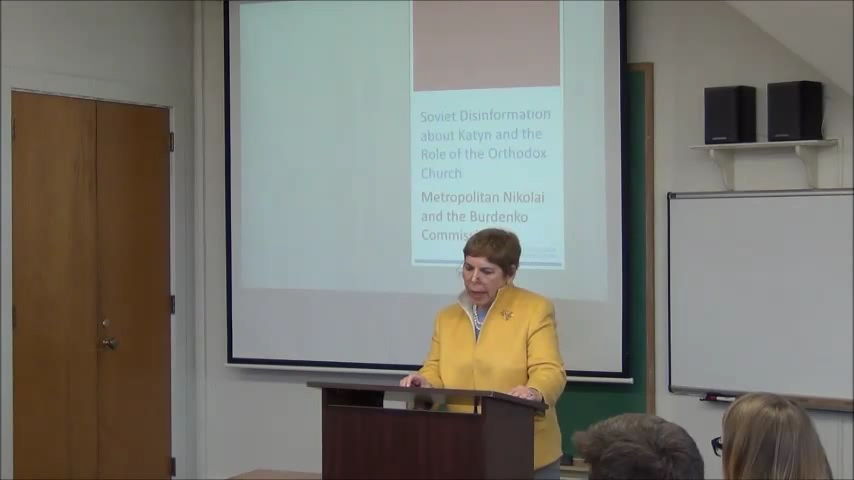 Soviet Disinformation
about Katyn and the
Role of the Orthodox
Church
Metropolitan Nikolai
and the Burdenko